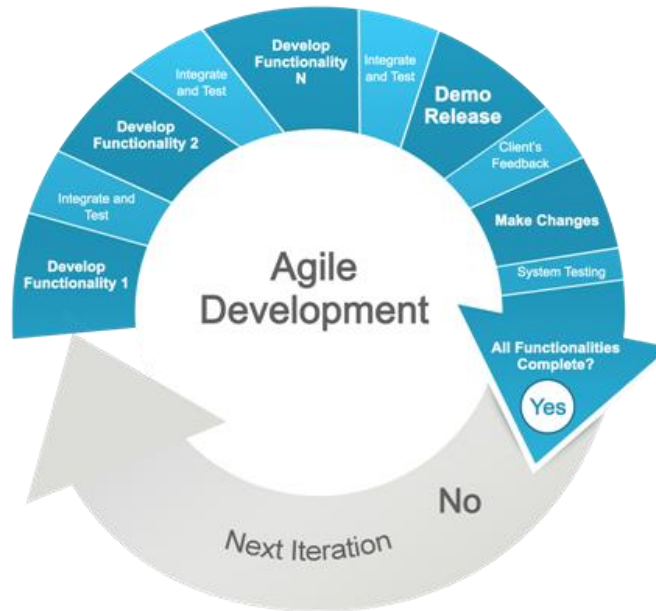 Develop
Functionality 1
Integrate and
Test
Develop
Functionality 2
Integrate
and Test
Develop
Functionality
N
Integrate
and Test
Demo
Release
Client's
Feedback
Make Changes
System Testing
All Functionalities
Complete?
Yes
No
Next Iteration
Agile
Development